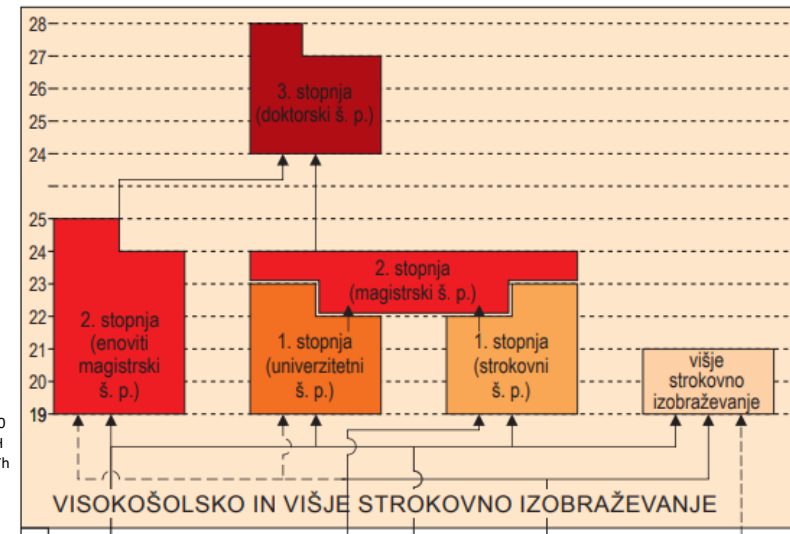 28
27
26
25
24
25
24
23
22
21
20
19
3. stopnja
(doktorski š. p.)
2. stopnja
(enoviti
magistrski
š. p.)
2. stopnja
(magistrski š. p.)
1. stopnja
(univerzitetni
š. p.)
1. stopnja
(strokovni
š. p.)
višje
strokovno
izobraževanje
0
H
h
VISOKOŠOLSKO IN VIŠJE STROKOVNO IZOBRAŽEVANJE